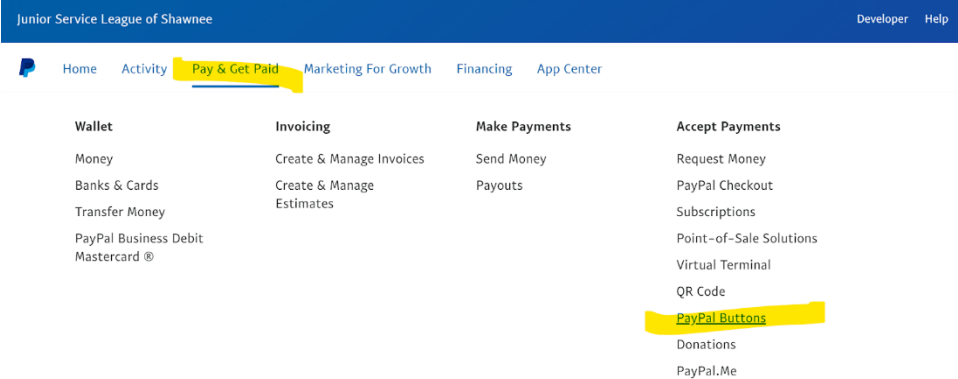 Junior Service League of Shawnee
Developer Help
Home Activity Pay & Get Paid Marketing For Growth Financing App Center
Wallet
Money
Banks & Cards
Transfer Money
PayPal Business Debit
Mastercard ®
Invoicing
Create & Manage Invoices
Create & Manage
Estimates
Make Payments
Send Money
Payouts
Accept Payments
Request Money
PayPal Checkout
Subscriptions
Point-of-Sale Solutions
Virtual Terminal
QR Code
PayPal Buttons
Donations
PayPal.Me